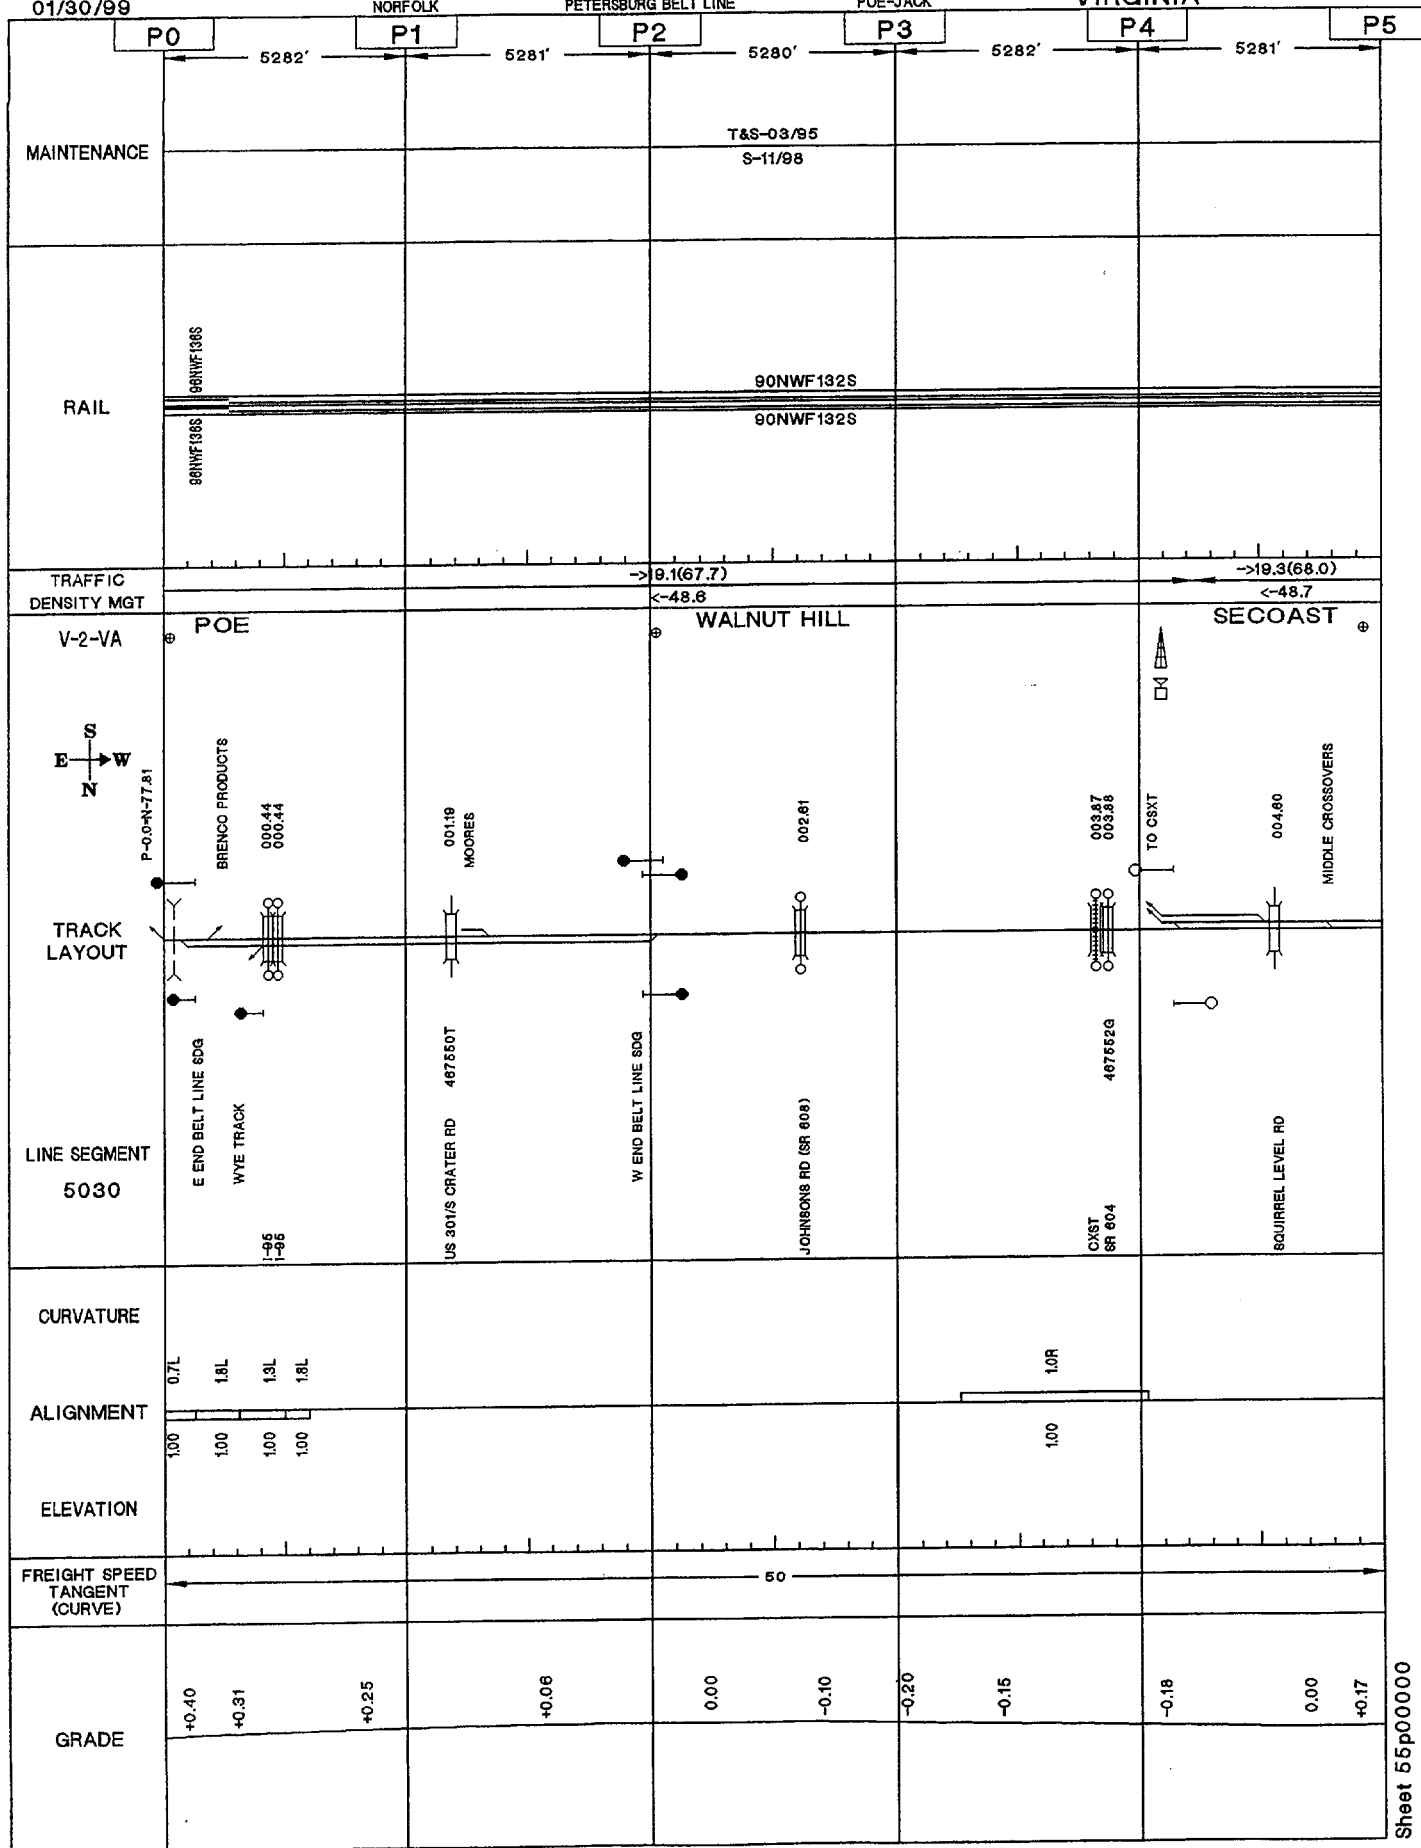 01/30/99 NORFOLK PETERSBURG BELT LINE POE-JACK VIRGINIA
P0 P1 P2 P3 P4 P5
5282' 5281' 5280' 5282' 5281'
MAINTENANCE
T&S-03/95
S-11/98
RAIL
96NWF136S
96NWF136S
90NWF132S
90NWF132S
TRAFFIC
DENSITY MGT
->19.1(67.7) ->19.3(68.0)
<-48.6 <-48.7
V-2-VA
POE WALNUT HILL SECOAST
S
E W
N
P-0.0=N-77.81
BRENCO PRODUCTS
000.44
000.44
001.19
MOORES
002.61
003.87
003.88
TO CSXT
004.60
MIDDLE CROSSOVERS
TRACK
LAYOUT
E END BELT LINE SDG
WYE TRACK
I-95
I-95
US 301/S CRATER RD 467550T
W END BELT LINE SDG
JOHNSONS RD (SR 608)
CXST
SR 604 467552G
SQUIRREL LEVEL RD
LINE SEGMENT
5030
CURVATURE
0.7L 1.8L 1.3L 1.8L 1.0R
ALIGNMENT
1.00 1.00 1.00 1.00 1.00
ELEVATION
FREIGHT SPEED
TANGENT
(CURVE)
50
GRADE
+0.40 +0.31 +0.25 +0.06 0.00 -0.10 -0.20 -0.15 -0.18 0.00 +0.17
Sheet 55p00000